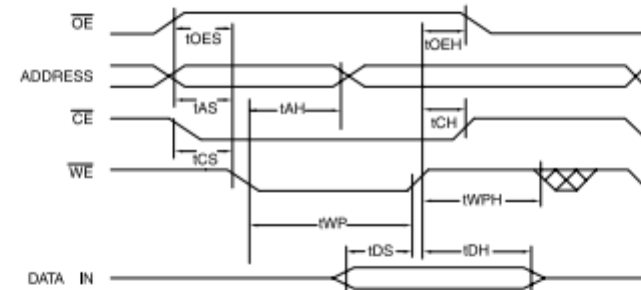 OE
tOES
tOEH
ADDRESS
tAS
tAH
CE
tCH
tCS
WE
tWPH
tWP
tDS
tDH
DATA IN